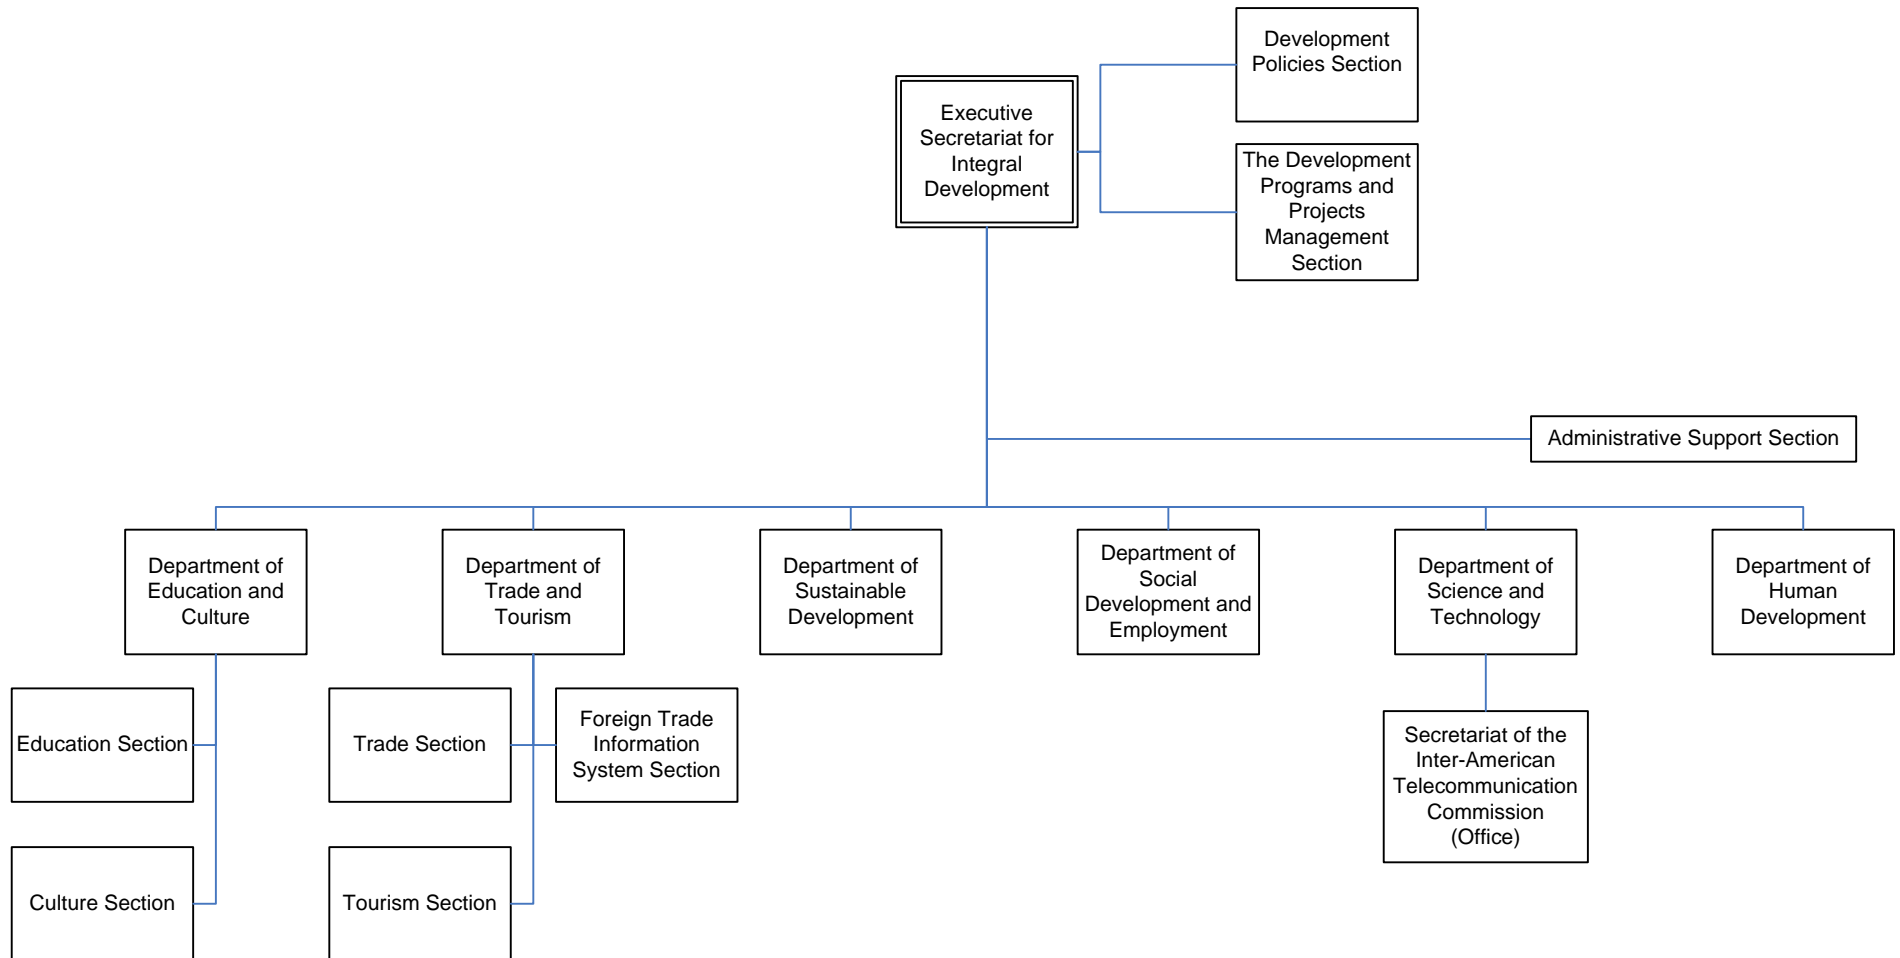 Development
Policies Section
Executive
Secretariat for
Integral
Development
The Development
Programs and
Projects
Management
Section
Administrative Support Section
Department of
Education and
Culture
Department of
Trade and
Tourism
Department of
Sustainable
Development
Department of
Social
Development and
Employment
Department of
Science and
Technology
Department of
Human
Development
Education Section
Trade Section
Foreign Trade
Information
System Section
Secretariat of the
Inter-American
Telecommunication
Commission
(Office)
Culture Section
Tourism Section